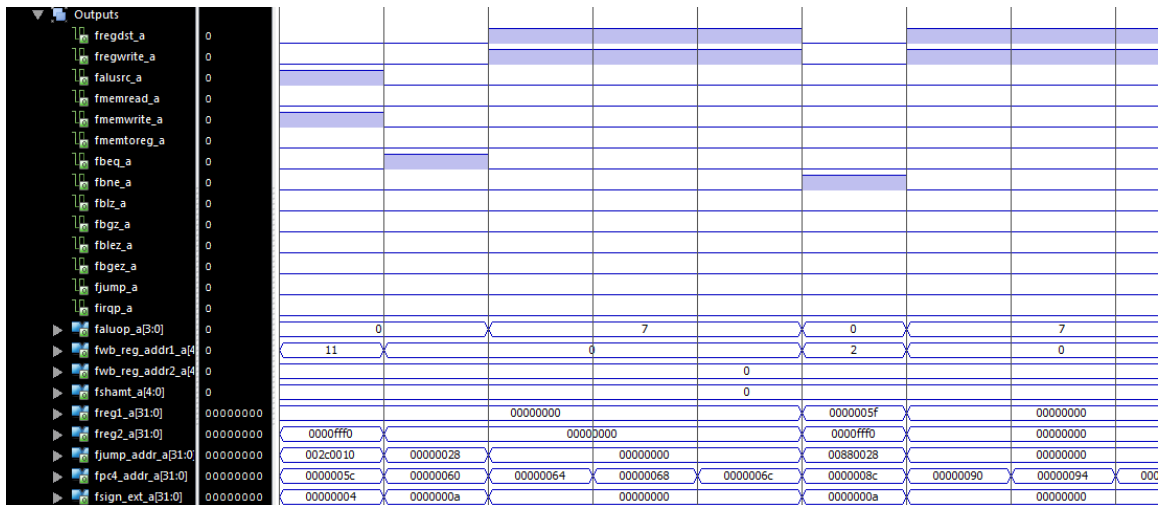 Outputs
fregdst_a 0
fregwrite_a 0
falusrc_a 0
fmemread_a 0
fmemwrite_a 0
fmemtoreg_a 0
fbeq_a 0
fbne_a 0
fblz_a 0
fbgz_a 0
fblez_a 0
fbgez_a 0
fjump_a 0
firqp_a 0
faluop_a[3:0] 0 0 7 0 7
fwb_reg_addr1_a[4 0 11 0 2 0
fwb_reg_addr2_a[4 0 0
fshamt_a[4:0] 0 0
freg1_a[31:0] 00000000 00000000 0000005f 00000000
freg2_a[31:0] 00000000 0000fff0 00000000 0000fff0 00000000
fjump_addr_a[31:0 00000000 002c0010 00000028 00000000 00880028 00000000
fpc4_addr_a[31:0] 00000000 0000005c 00000060 00000064 00000068 0000006c 0000008c 00000090 00000094 000
fsign_ext_a[31:0] 00000000 00000004 0000000a 00000000 0000000a 00000000